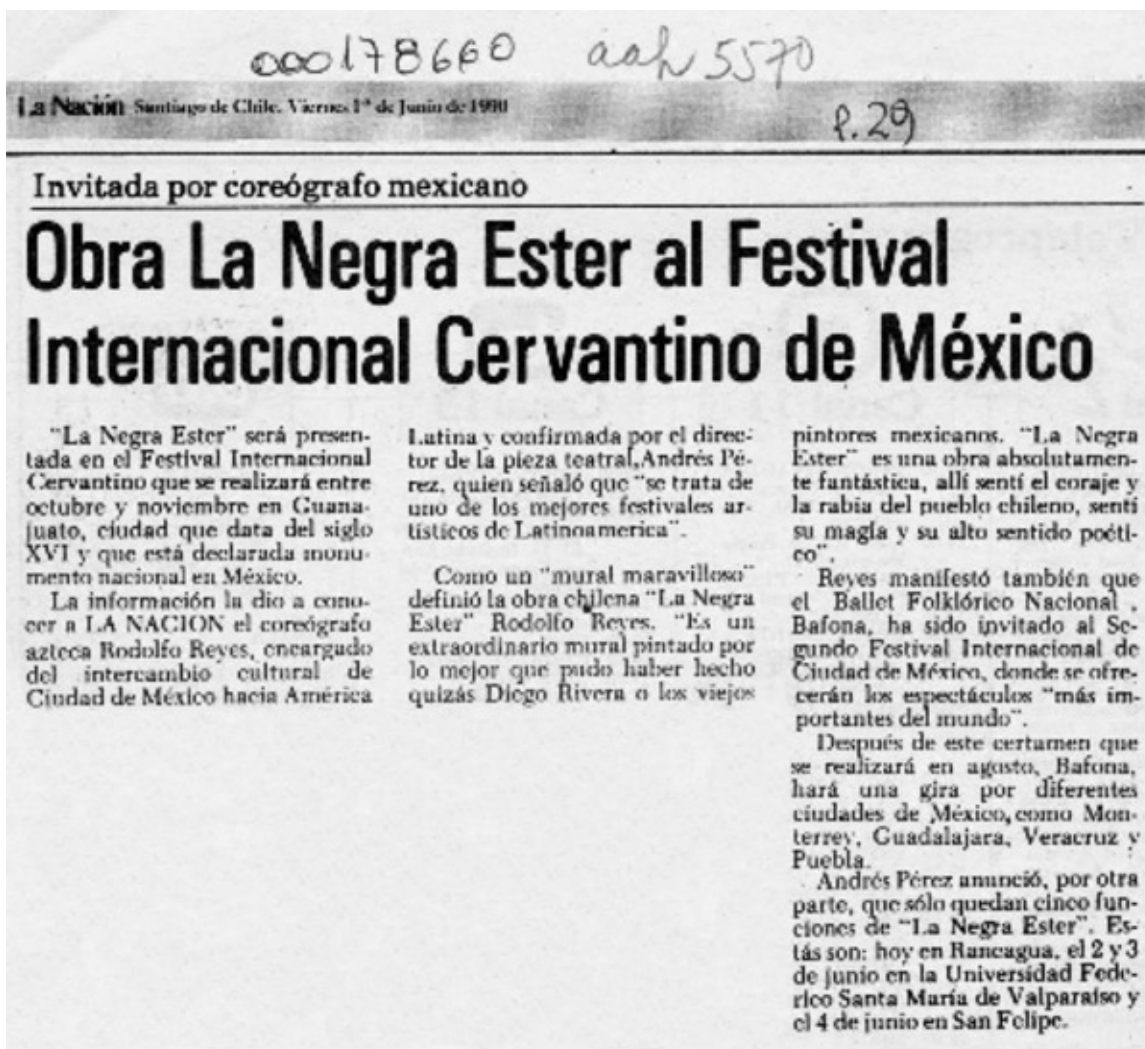 000178660 aah 5570
La Nación Santiago de Chile, Viernes 1º de Junio de 1990
P.29
Invitada por coreógrafo mexicano
Obra La Negra Ester al Festival
Internacional Cervantino de México
"La Negra Ester" será presen-
tada en el Festival Internacional
Cervantino que se realizará entre
octubre y noviembre en Guana-
juato, ciudad que data del siglo
XVI y que está declarada monu-
mento nacional en México.
La información la dio a cono-
cer a LA NACION el coreógrafo
azteca Rodolfo Reyes, encargado
del intercambio cultural de
Ciudad de México hacia América
Latina y confirmada por el direc-
tor de la pieza teatral, Andrés Pé-
rez, quien señaló que "se trata de
uno de los mejores festivales ar-
tísticos de Latinoamerica".
Como un "mural maravilloso"
definió la obra chilena "La Negra
Ester" Rodolfo Reyes. "Es un
extraordinario mural pintado por
lo mejor que pudo haber hecho
quizás Diego Rivera o los viejos
pintores mexicanos. "La Negra
Ester" es una obra absolutamen-
te fantástica, allí sentí el coraje y
la rabia del pueblo chileno, sentí
su magia y su alto sentido poéti-
co".
Reyes manifestó también que
el Ballet Folklórico Nacional,
Bafona, ha sido invitado al Se-
gundo Festival Internacional de
Ciudad de México, donde se ofre-
cerán los espectáculos "más im-
portantes del mundo".
Después de este certamen que
se realizará en agosto, Bafona,
hará una gira por diferentes
ciudades de México, como Mon-
terrey, Guadalajara, Veracruz y
Puebla.
Andrés Pérez anunció, por otra
parte, que sólo quedan cinco fun-
ciones de "La Negra Ester". Es-
tás son: hoy en Rancagua, el 2 y 3
de junio en la Universidad Fede-
rico Santa María de Valparaíso y
el 4 de junio en San Felipe.